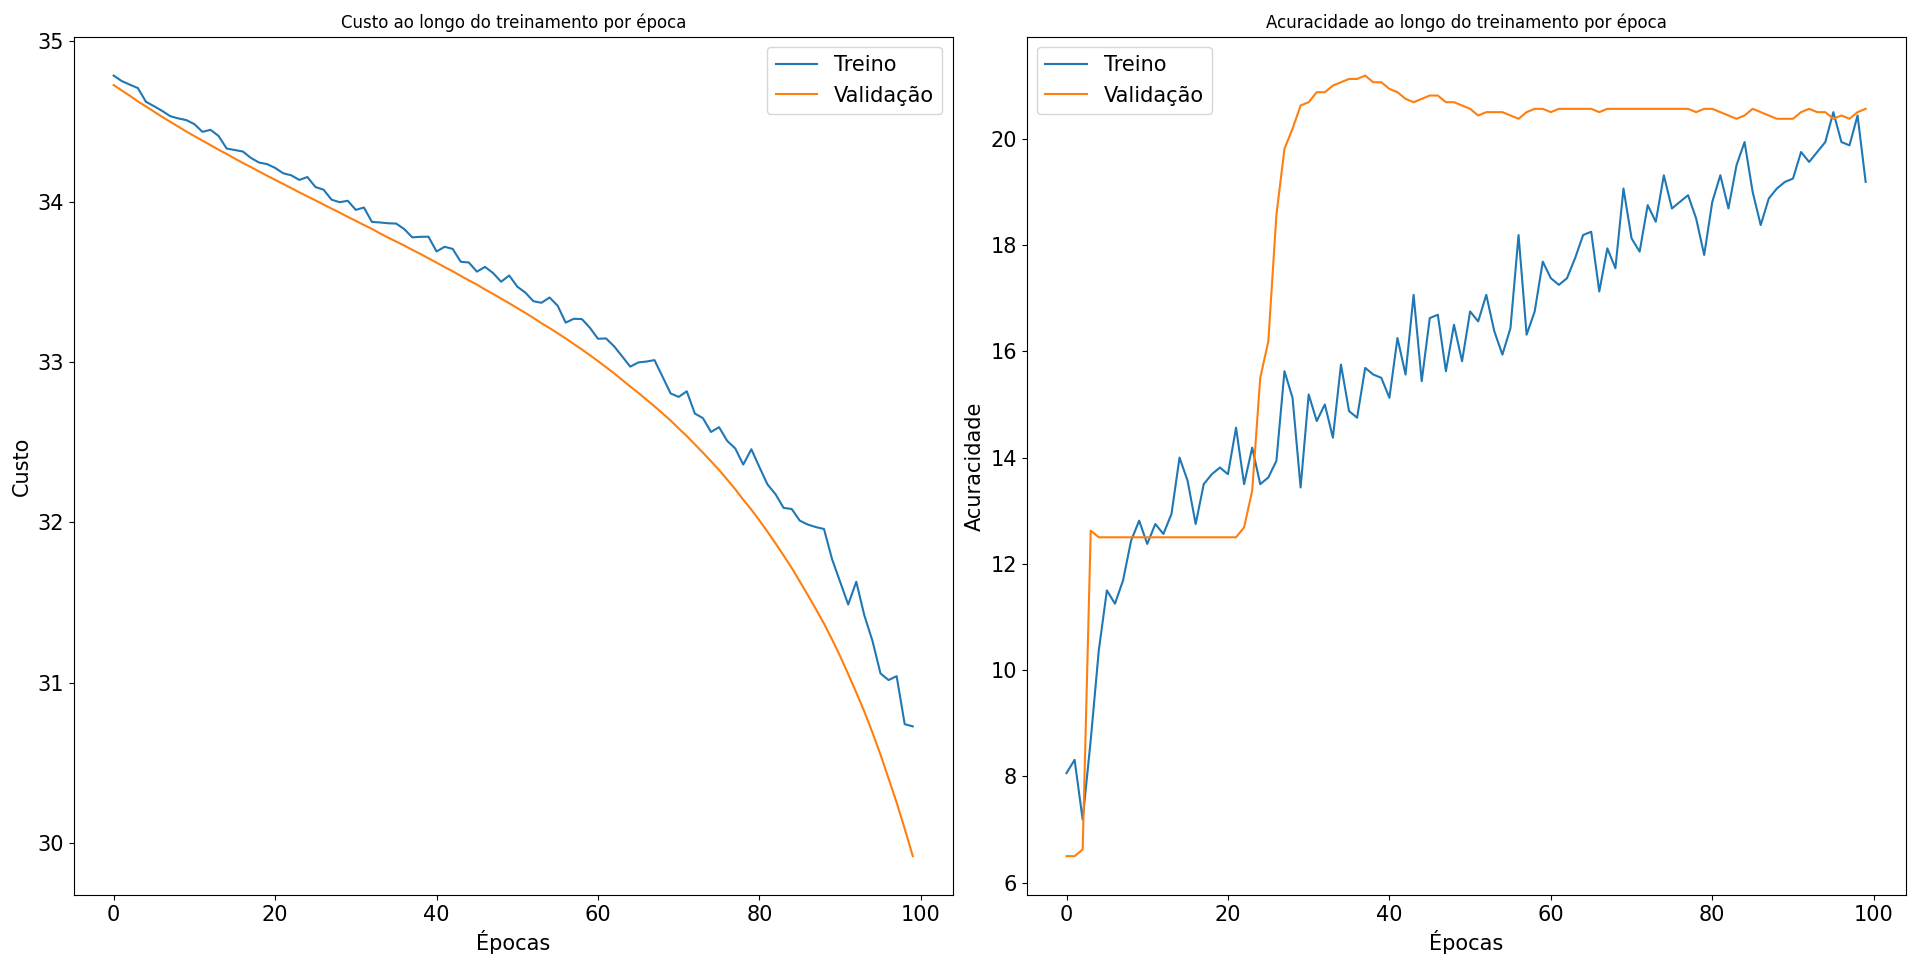 Custo ao longo do treinamento por época
35
34
33
32
31
30
Custo
0 20 40 60 80 100
Épocas
Treino
Validação
Acuracidade ao longo do treinamento por época
20
18
16
14
12
10
8
6
Acuracidade
0 20 40 60 80 100
Épocas
Treino
Validação